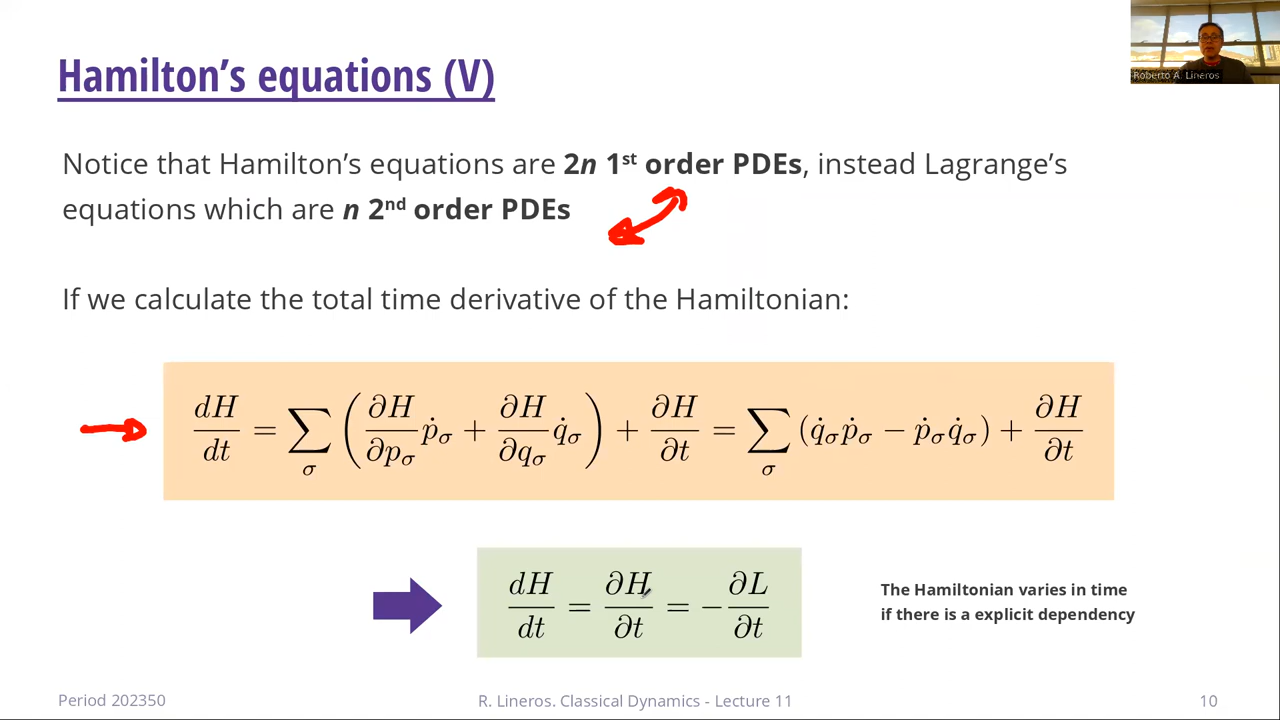 Roberto A. Lineros
Hamilton's equations (V)
Notice that Hamilton's equations are 2n 1st order PDEs, instead Lagrange's
equations which are n 2nd order PDEs
If we calculate the total time derivative of the Hamiltonian:
dH/dt = ∑_σ (∂H/∂p_σ ṗ_σ + ∂H/∂q_σ q̇_σ) + ∂H/∂t = ∑_σ (q̇_σ ṗ_σ − ṗ_σ q̇_σ) + ∂H/∂t
dH/dt = ∂H/∂t = −∂L/∂t
The Hamiltonian varies in time
if there is a explicit dependency
Period 202350
R. Lineros. Classical Dynamics - Lecture 11
10